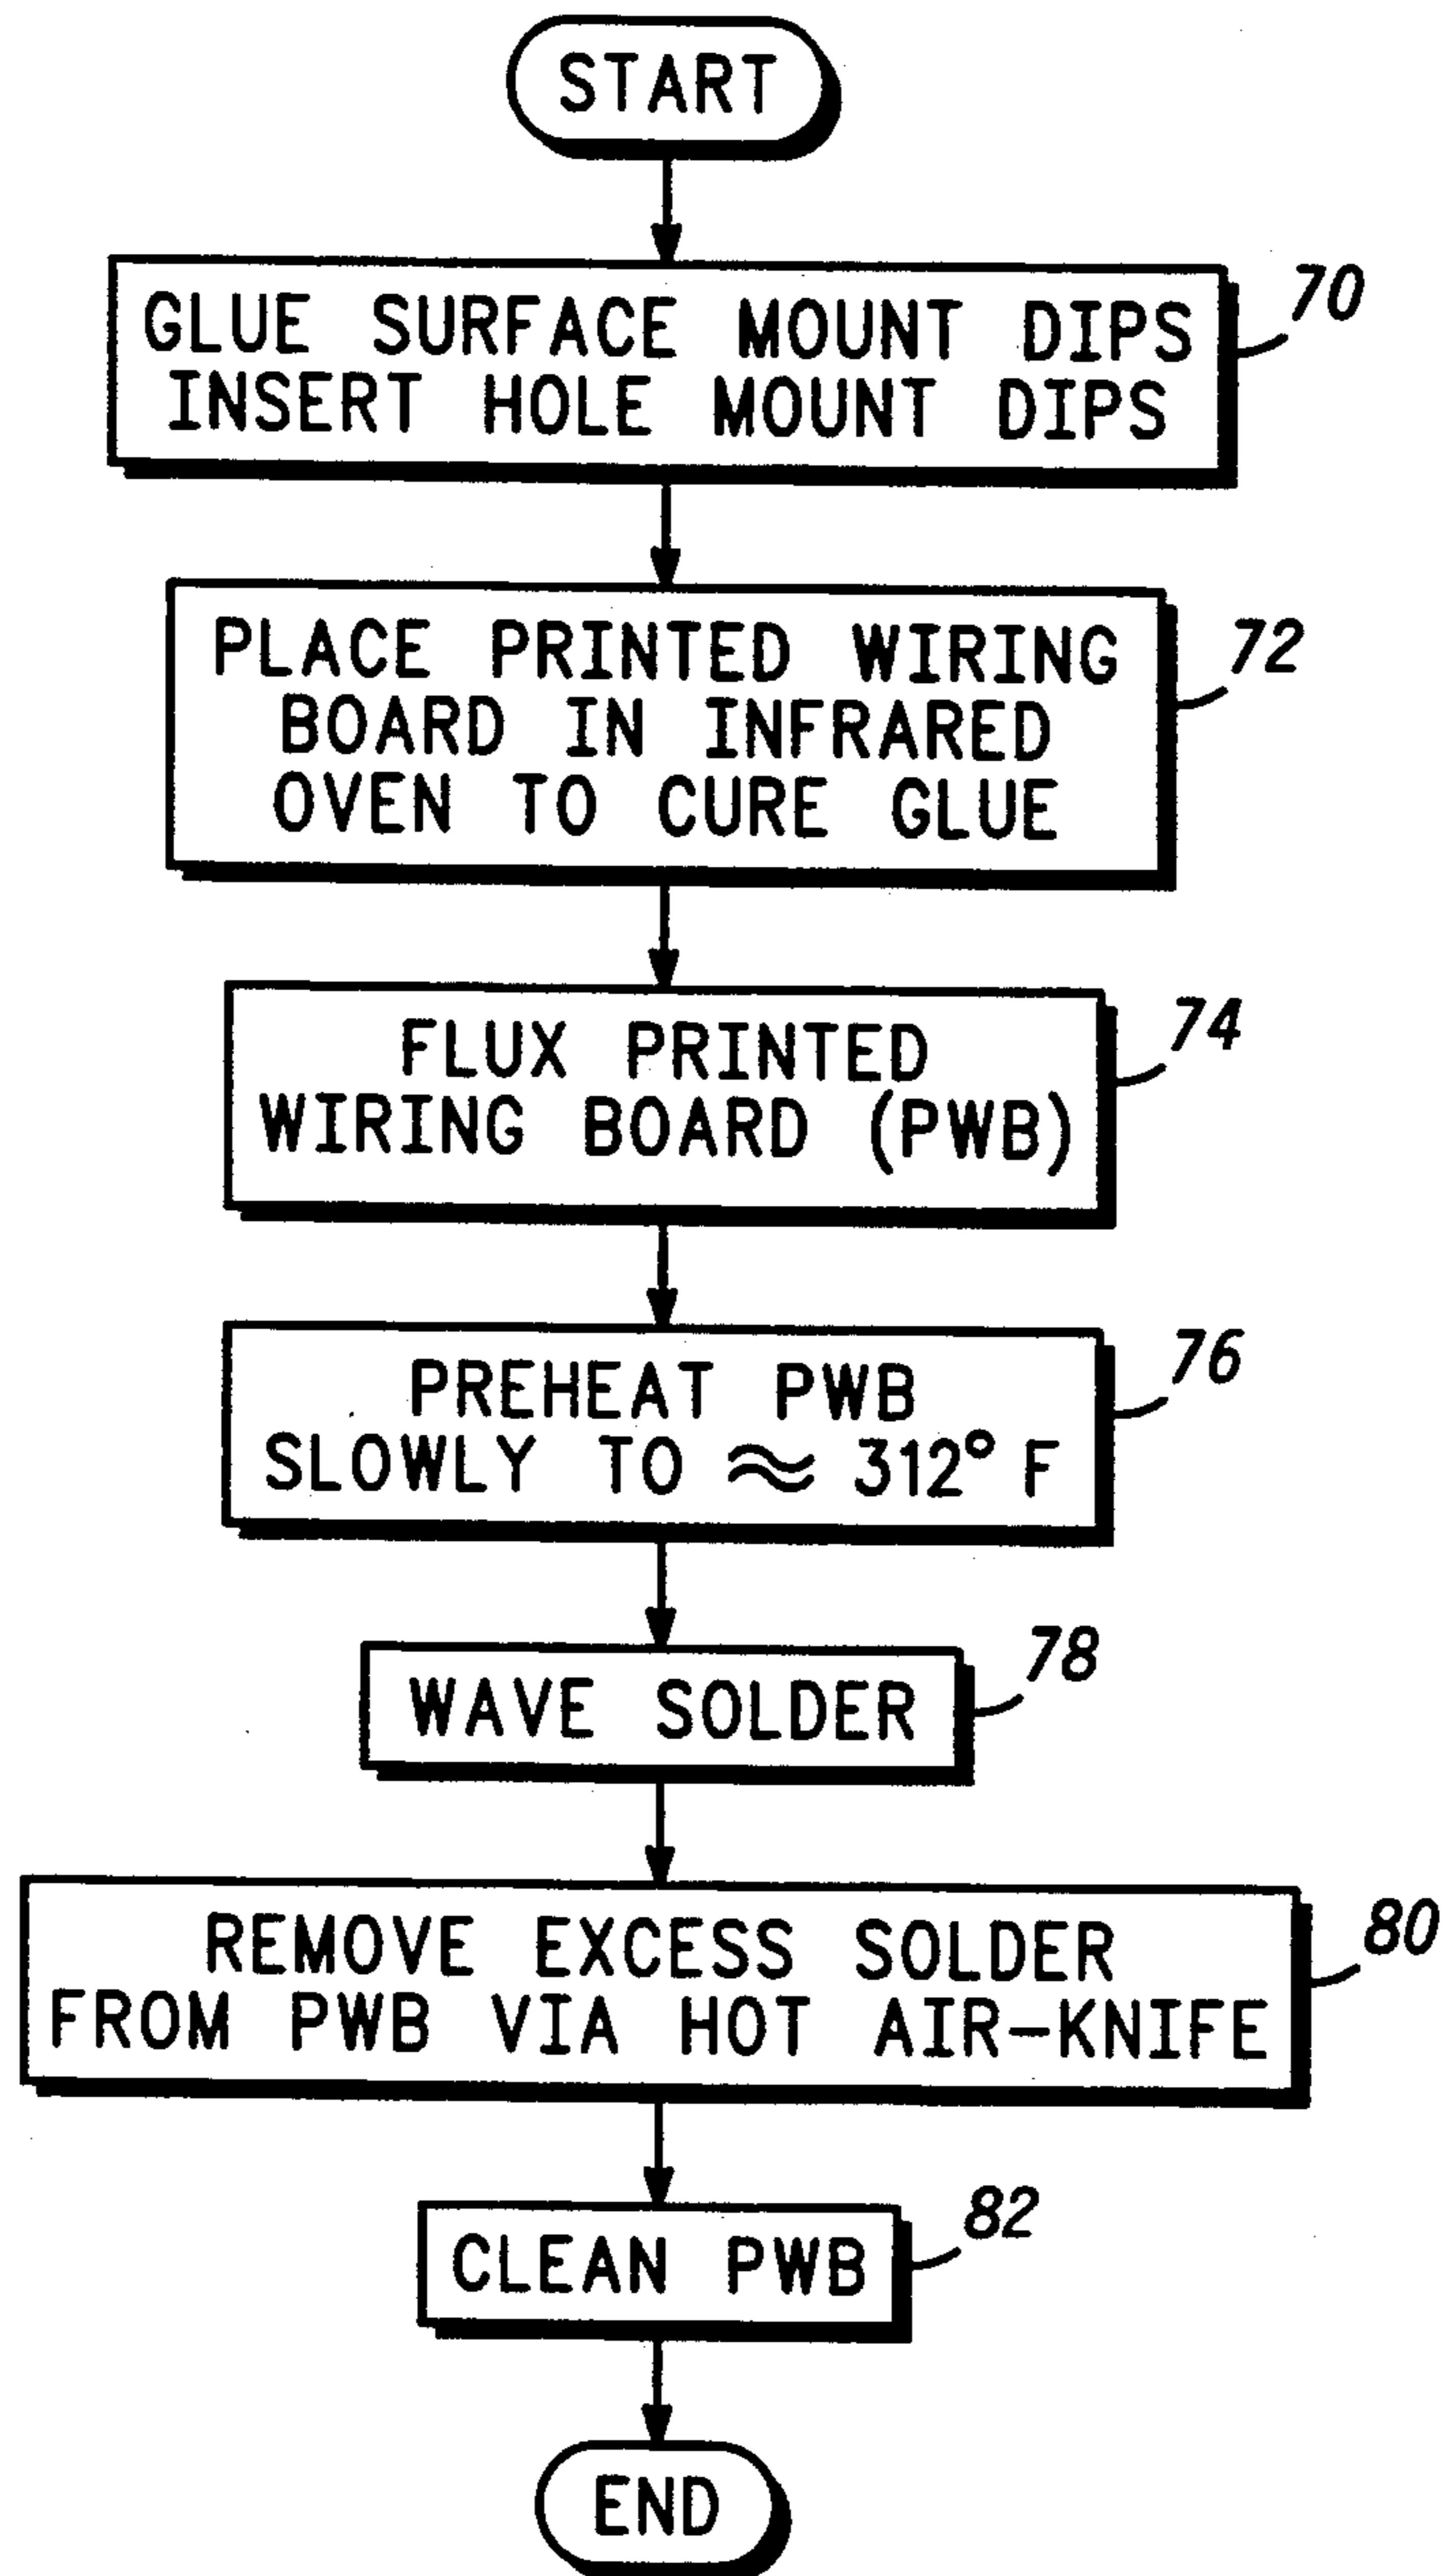 START
GLUE SURFACE MOUNT DIPS
INSERT HOLE MOUNT DIPS
70
PLACE PRINTED WIRING
BOARD IN INFRARED
OVEN TO CURE GLUE
72
FLUX PRINTED
WIRING BOARD (PWB)
74
PREHEAT PWB
SLOWLY TO ≈ 312° F
76
WAVE SOLDER
78
REMOVE EXCESS SOLDER
FROM PWB VIA HOT AIR-KNIFE
80
CLEAN PWB
82
END